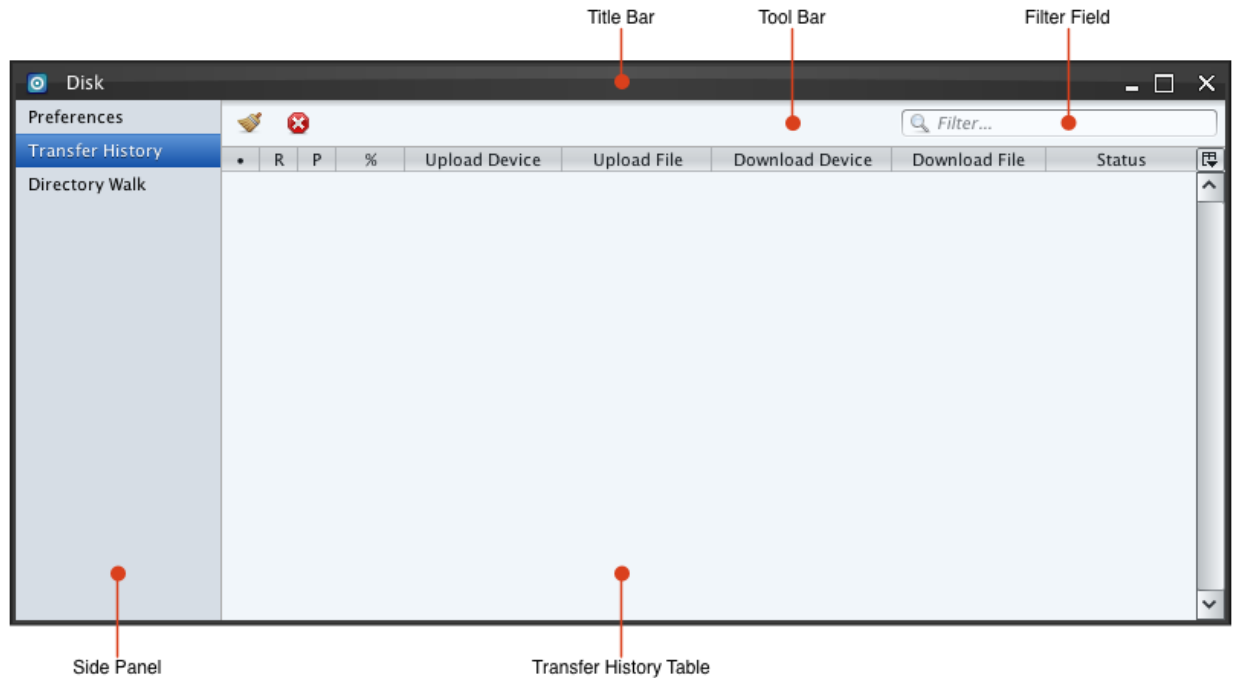 Title Bar Tool Bar Filter Field
Disk
Preferences
Filter...
Transfer History
• R P % Upload Device Upload File Download Device Download File Status
Directory Walk
Side Panel Transfer History Table